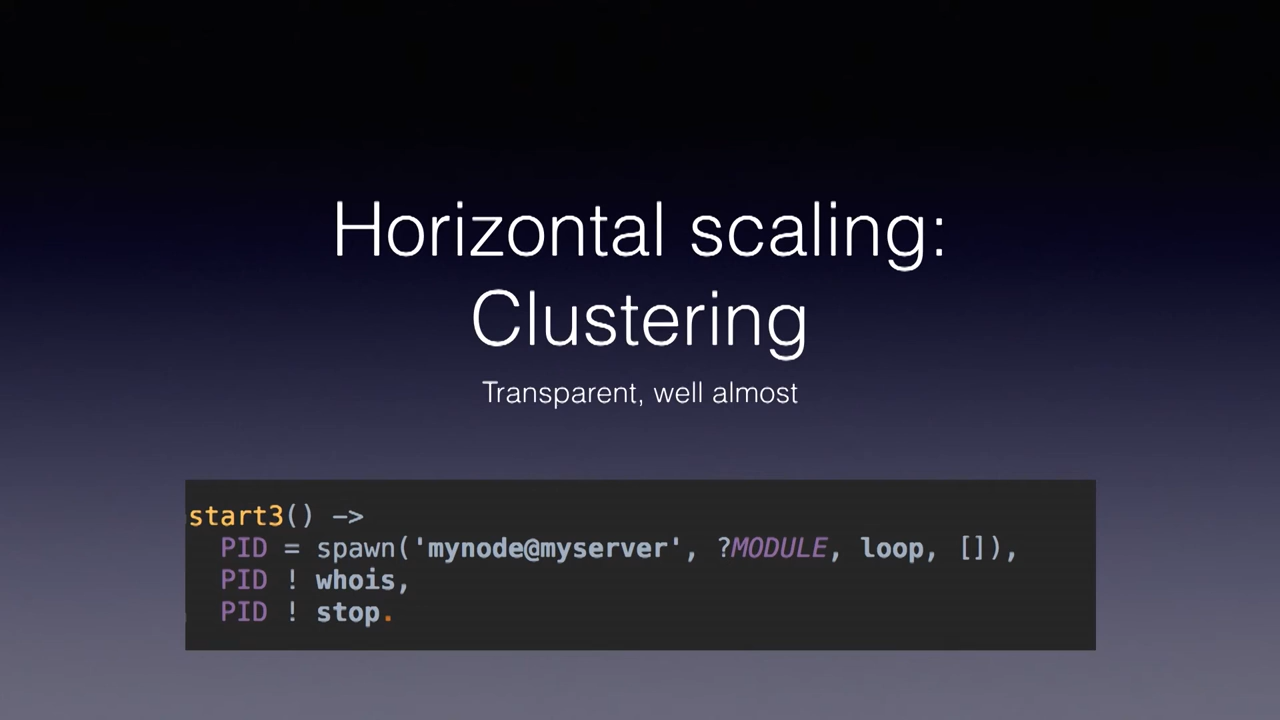 Horizontal scaling:
Clustering
Transparent, well almost
start3() ->
  PID = spawn('mynode@myserver', ?MODULE, loop, []),
  PID ! whois,
  PID ! stop.